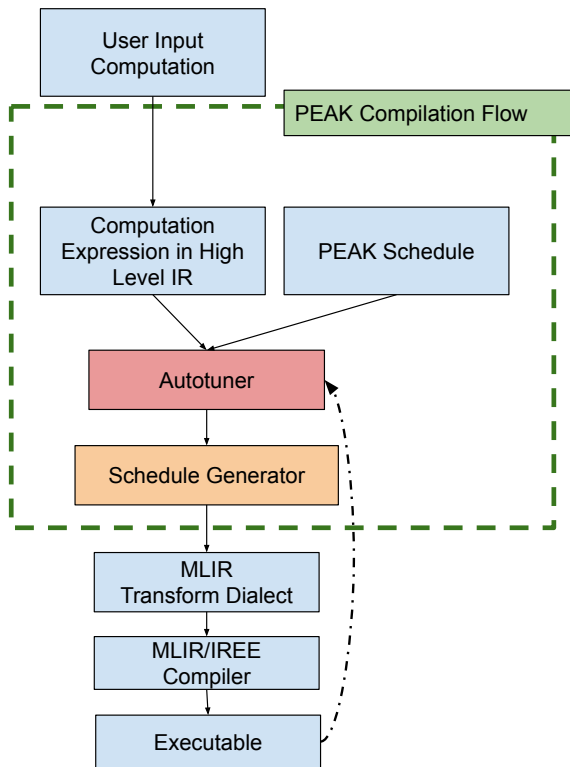 User Input
Computation
PEAK Compilation Flow
Computation
Expression in High
Level IR
PEAK Schedule
Autotuner
Schedule Generator
MLIR
Transform Dialect
MLIR/IREE
Compiler
Executable